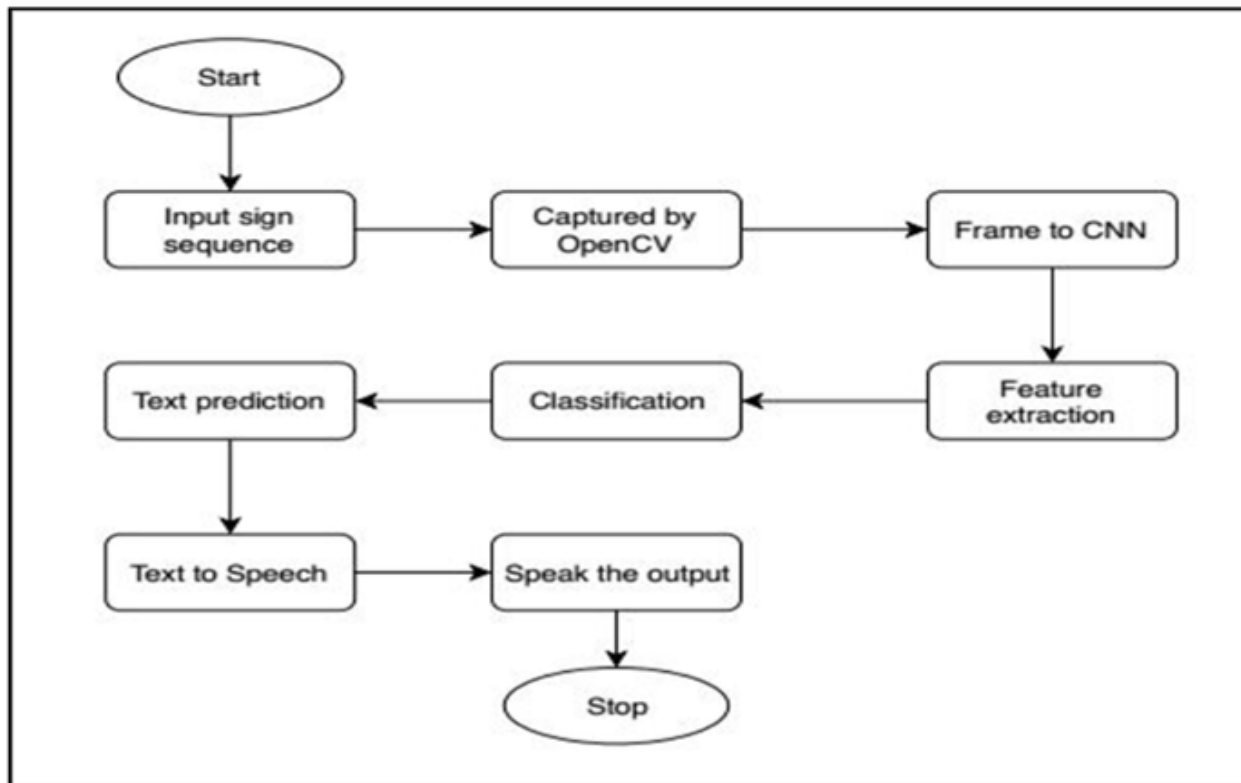 Start
Input sign
sequence
Captured by
OpenCV
Frame to CNN
Feature
extraction
Classification
Text prediction
Text to Speech
Speak the output
Stop